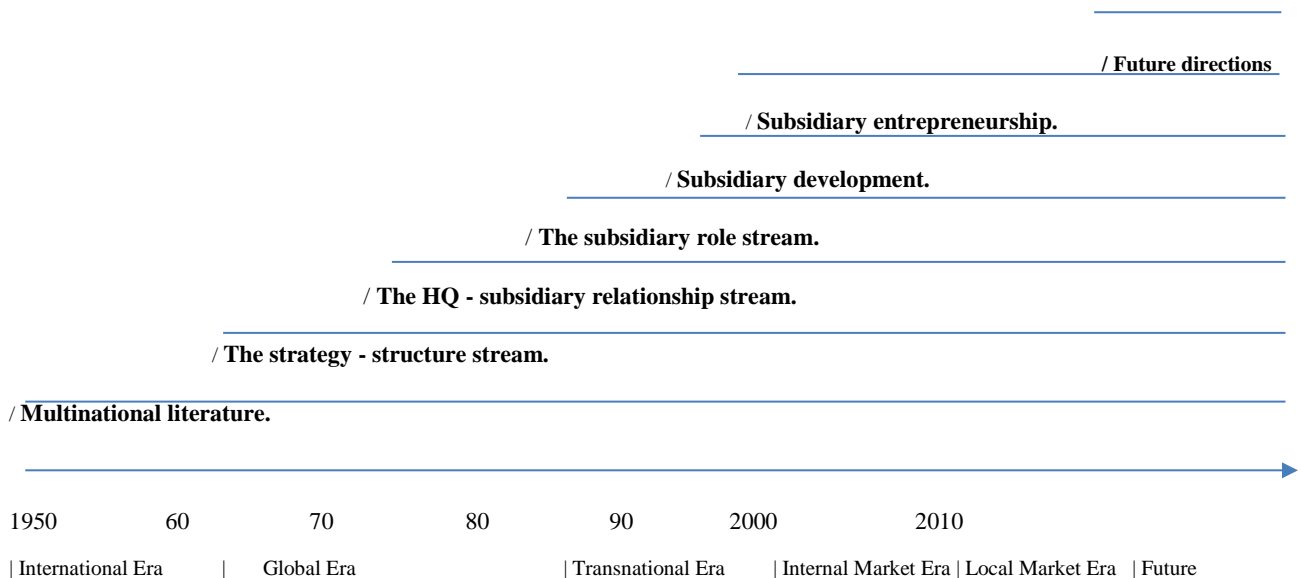 / Future directions
/ Subsidiary entrepreneurship.
/ Subsidiary development.
/ The subsidiary role stream.
/ The HQ - subsidiary relationship stream.
/ The strategy - structure stream.
/ Multinational literature.
1950 60 70 80 90 2000 2010
| International Era | Global Era | Transnational Era | Internal Market Era | Local Market Era | Future